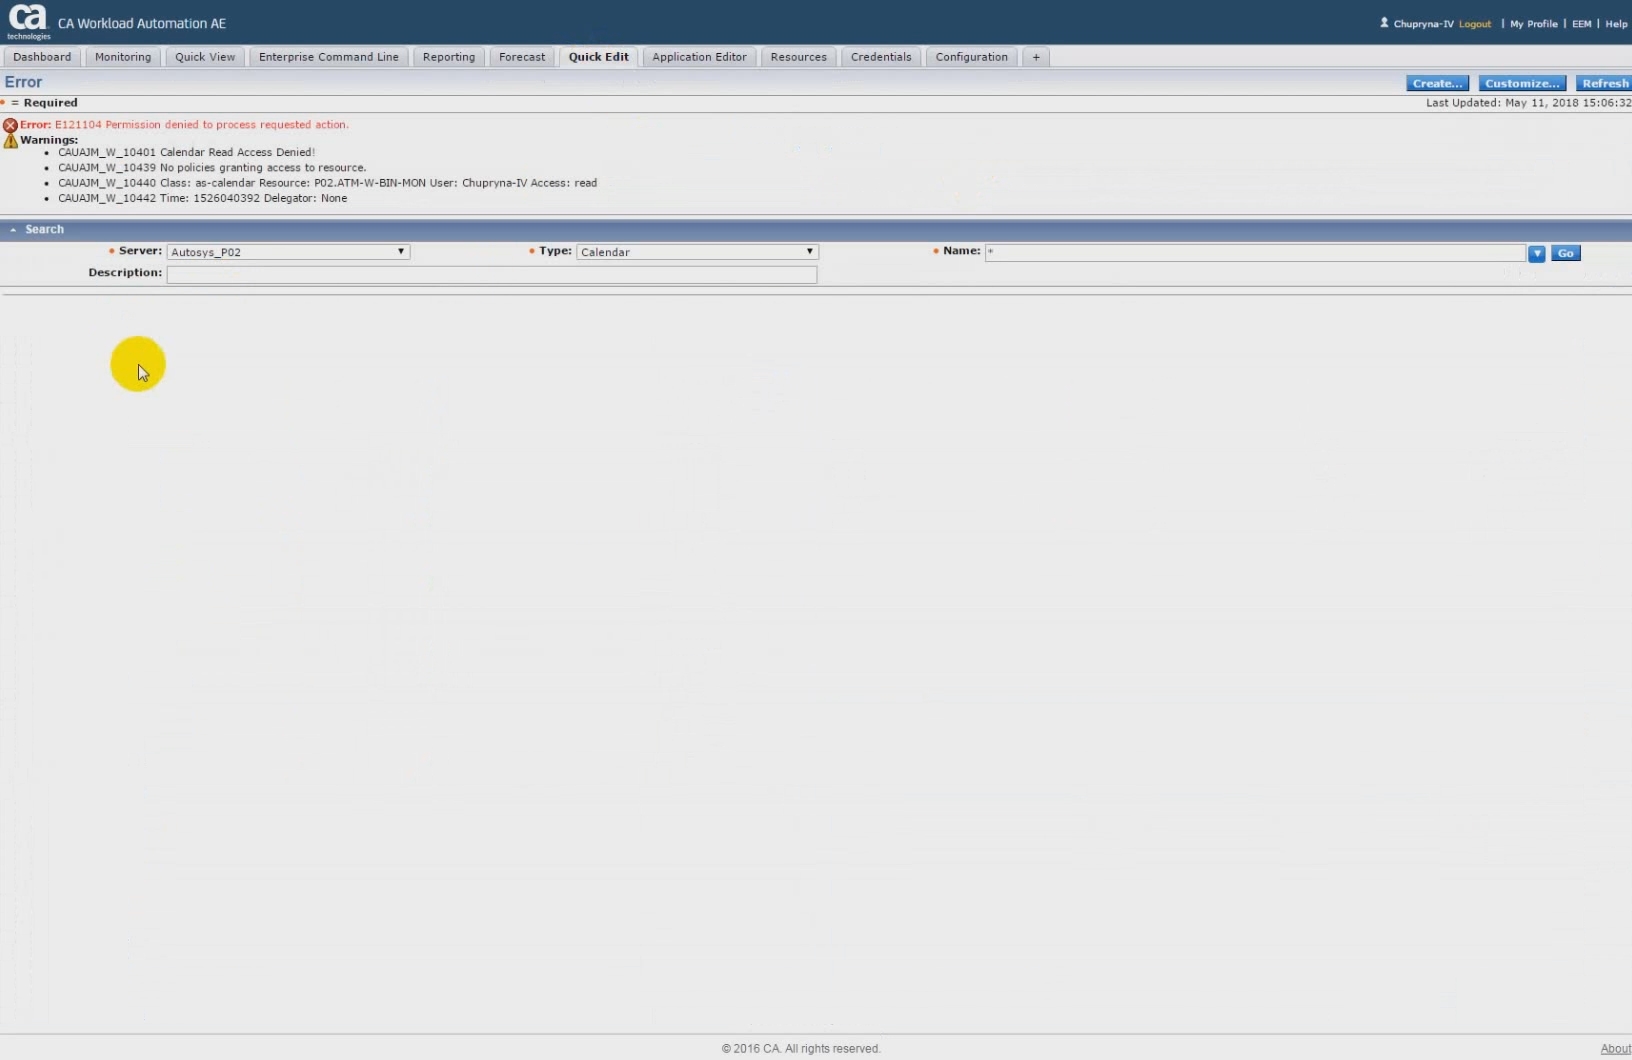 ca
technologies
CA Workload Automation AE
Chupryna-IV Logout | My Profile | EEM | Help
Dashboard Monitoring Quick View Enterprise Command Line Reporting Forecast Quick Edit Application Editor Resources Credentials Configuration +
Error
Create... Customize... Refresh
• = Required
Last Updated: May 11, 2018 15:06:32
Error: E121104 Permission denied to process requested action.
Warnings:
• CAUAJM_W_10401 Calendar Read Access Denied!
• CAUAJM_W_10439 No policies granting access to resource.
• CAUAJM_W_10440 Class: as-calendar Resource: P02.ATM-W-BIN-MON User: Chupryna-IV Access: read
• CAUAJM_W_10442 Time: 1526040392 Delegator: None
Search
• Server: Autosys_P02 • Type: Calendar • Name: * Go
Description:
© 2016 CA. All rights reserved.
About